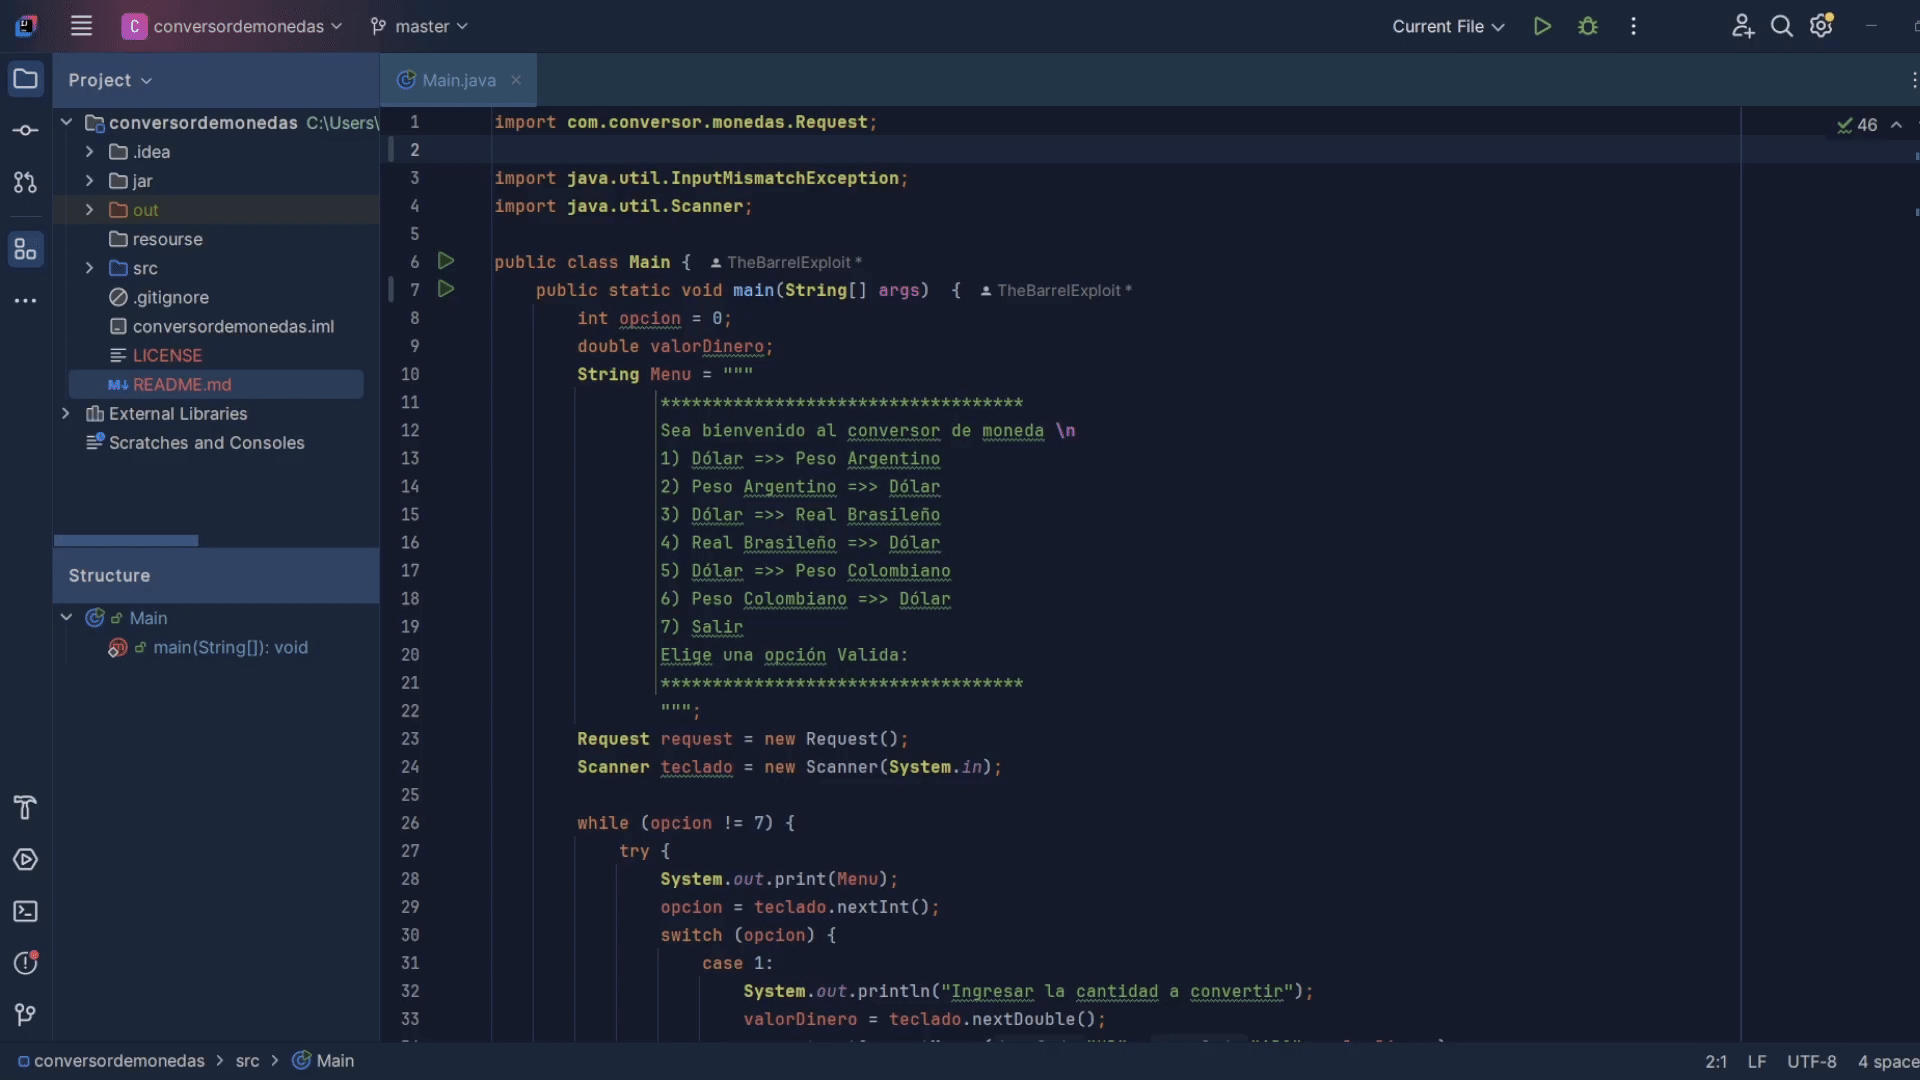 C conversordemonedas master Current File
Project
Main.java
conversordemonedas C:\Users\
.idea
jar
out
resourse
src
.gitignore
conversordemonedas.iml
LICENSE
M↓ README.md
External Libraries
Scratches and Consoles
Structure
Main
m main(String[]): void
46
1 import com.conversor.monedas.Request;
2
3 import java.util.InputMismatchException;
4 import java.util.Scanner;
5
6 public class Main { TheBarrelExploit *
7 public static void main(String[] args) { TheBarrelExploit *
8 int opcion = 0;
9 double valorDinero;
10 String Menu = """
11 ***********************************
12 Sea bienvenido al conversor de moneda \n
13 1) Dólar =>> Peso Argentino
14 2) Peso Argentino =>> Dólar
15 3) Dólar =>> Real Brasileño
16 4) Real Brasileño =>> Dólar
17 5) Dólar =>> Peso Colombiano
18 6) Peso Colombiano =>> Dólar
19 7) Salir
20 Elige una opción Valida:
21 ***********************************
22 """;
23 Request request = new Request();
24 Scanner teclado = new Scanner(System.in);
25
26 while (opcion != 7) {
27 try {
28 System.out.print(Menu);
29 opcion = teclado.nextInt();
30 switch (opcion) {
31 case 1:
32 System.out.println("Ingresar la cantidad a convertir");
33 valorDinero = teclado.nextDouble();
conversordemonedas > src > Main
2:1 LF UTF-8 4 space